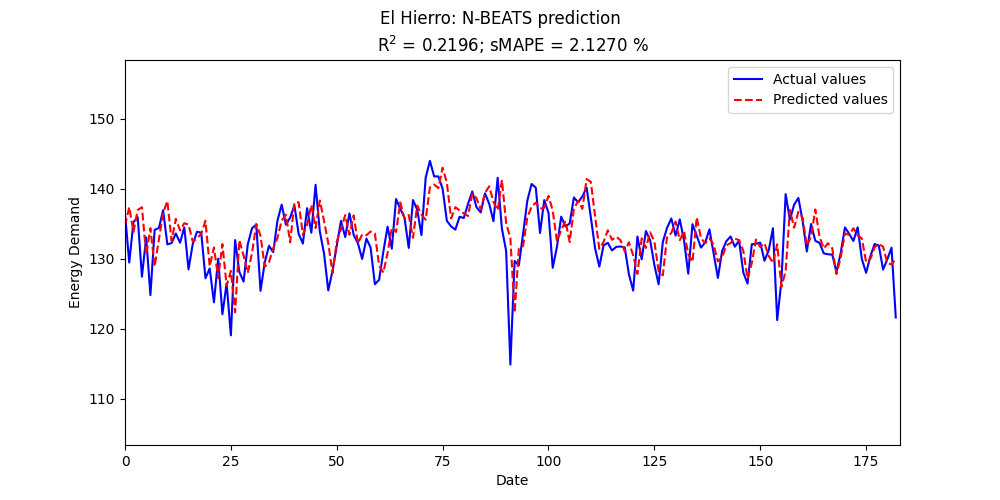 El Hierro: N-BEATS prediction
R² = 0.2196; sMAPE = 2.1270 %
Actual values
Predicted values
Energy Demand
150
140
130
120
110
0 25 50 75 100 125 150 175
Date